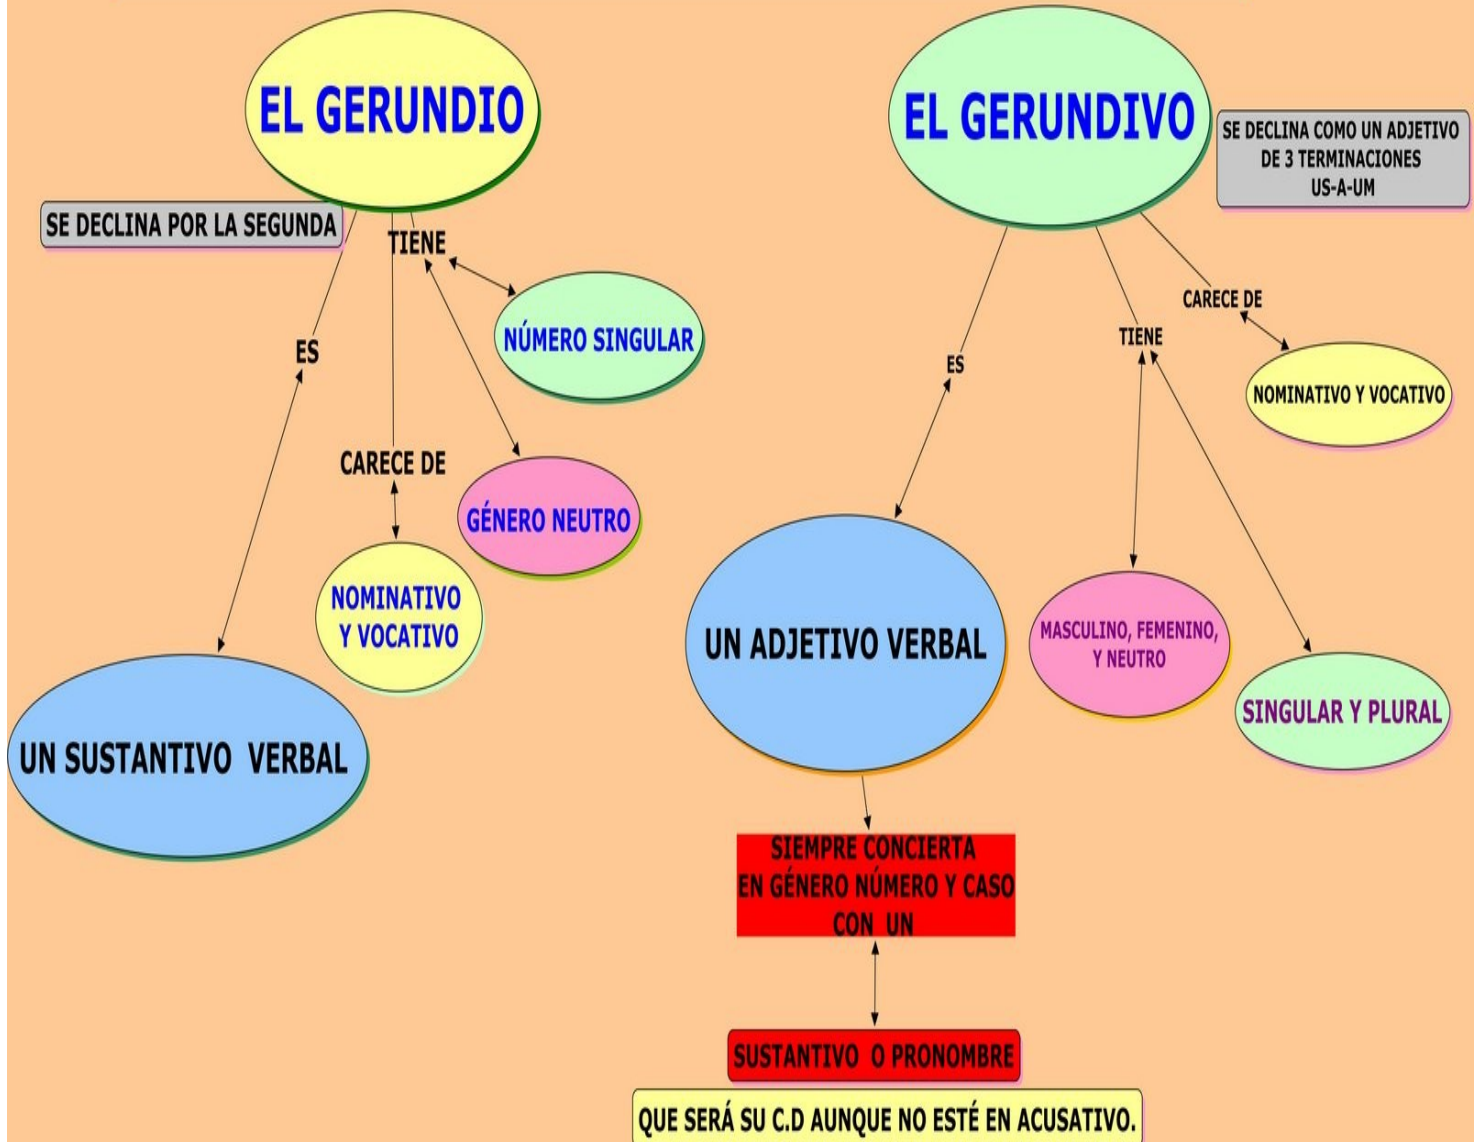 EL GERUNDIO
SE DECLINA POR LA SEGUNDA
TIENE
NÚMERO SINGULAR
ES
CARECE DE
GÉNERO NEUTRO
NOMINATIVO
Y VOCATIVO
UN SUSTANTIVO VERBAL
EL GERUNDIVO
SE DECLINA COMO UN ADJETIVO
DE 3 TERMINACIONES
US-A-UM
CARECE DE
TIENE
ES
NOMINATIVO Y VOCATIVO
UN ADJETIVO VERBAL
MASCULINO, FEMENINO,
Y NEUTRO
SINGULAR Y PLURAL
SIEMPRE CONCIERTA
EN GÉNERO NÚMERO Y CASO
CON UN
SUSTANTIVO O PRONOMBRE
QUE SERÁ SU C.D AUNQUE NO ESTÉ EN ACUSATIVO.